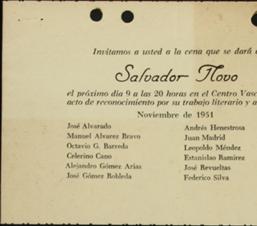 Invitamos a usted a la cena que se dará
Salvador Novo
el próximo día 9 a las 20 horas en el Centro Vasc
acto de reconocimiento por su trabajo literario y a
Noviembre de 1951
José Alvarado
Manuel Alvarez Bravo
Octavio G. Barreda
Celerino Cano
Alejandro Gómez Arias
José Gómez Robleda
Andrés Henestrosa
Juan Madrid
Leopoldo Méndez
Estanislao Ramírez
José Revueltas
Federico Silva